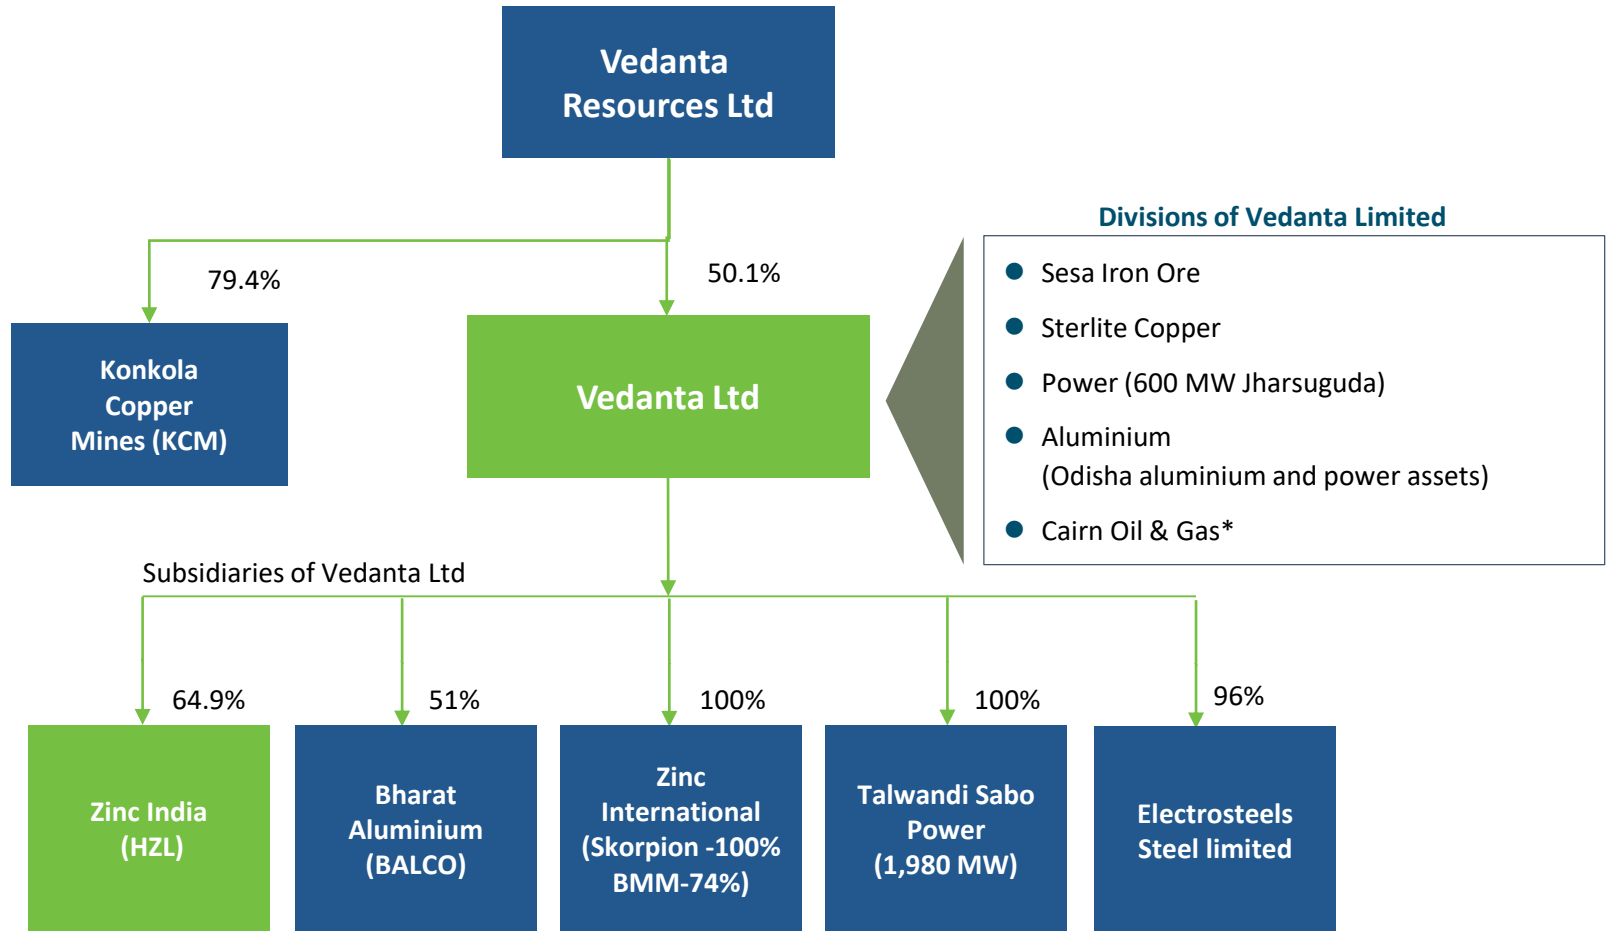 Vedanta
Resources Ltd
Divisions of Vedanta Limited
79.4%
50.1%
Sesa Iron Ore
Sterlite Copper
Power (600 MW Jharsuguda)
Aluminium
(Odisha aluminium and power assets)
Cairn Oil & Gas*
Konkola
Copper
Mines (KCM)
Vedanta Ltd
Subsidiaries of Vedanta Ltd
64.9%
51%
100%
100%
96%
Zinc India
(HZL)
Bharat
Aluminium
(BALCO)
Zinc
International
(Skorpion -100%
BMM-74%)
Talwandi Sabo
Power
(1,980 MW)
Electrosteels
Steel limited